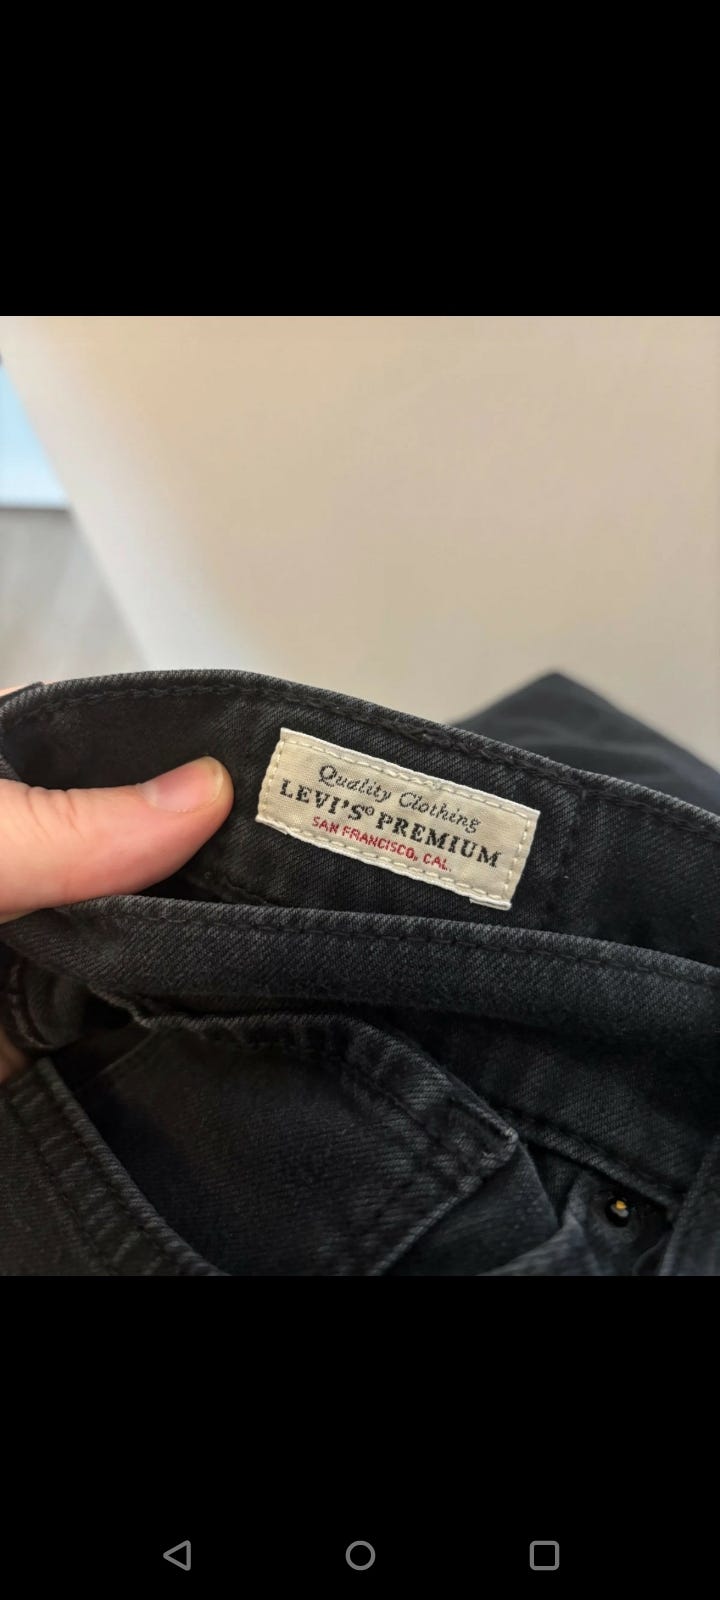 Quality Clothing
LEVI'S® PREMIUM
SAN FRANCISCO, CAL.